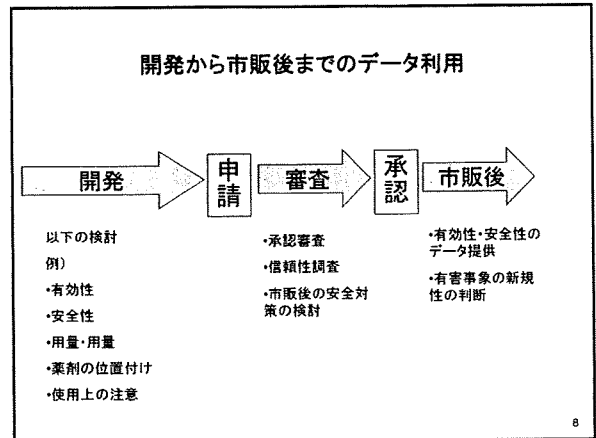 開発から市販後までのデータ利用
開発
申請
審査
承認
市販後
以下の検討
例)
・有効性
・安全性
・用量・用量
・薬剤の位置付け
・使用上の注意
・承認審査
・信頼性調査
・市販後の安全対
策の検討
・有効性・安全性の
データ提供
・有害事象の新規
性の判断
8